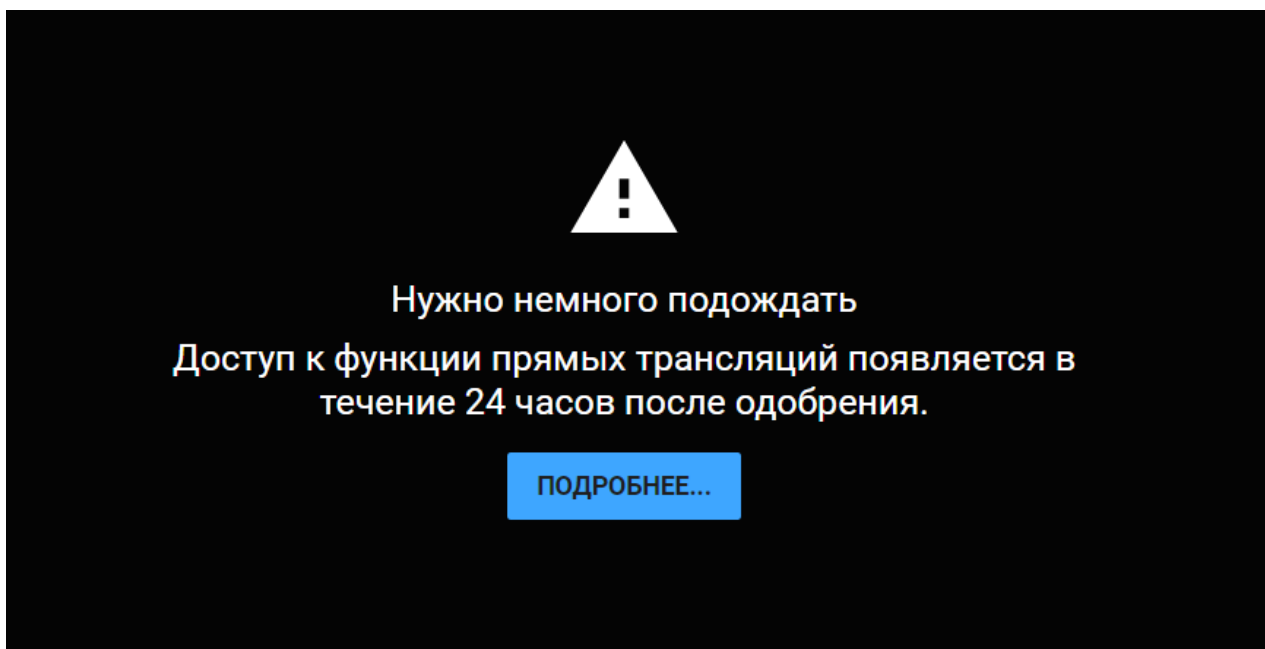 Нужно немного подождать
Доступ к функции прямых трансляций появляется в
течение 24 часов после одобрения.
ПОДРОБНЕЕ...